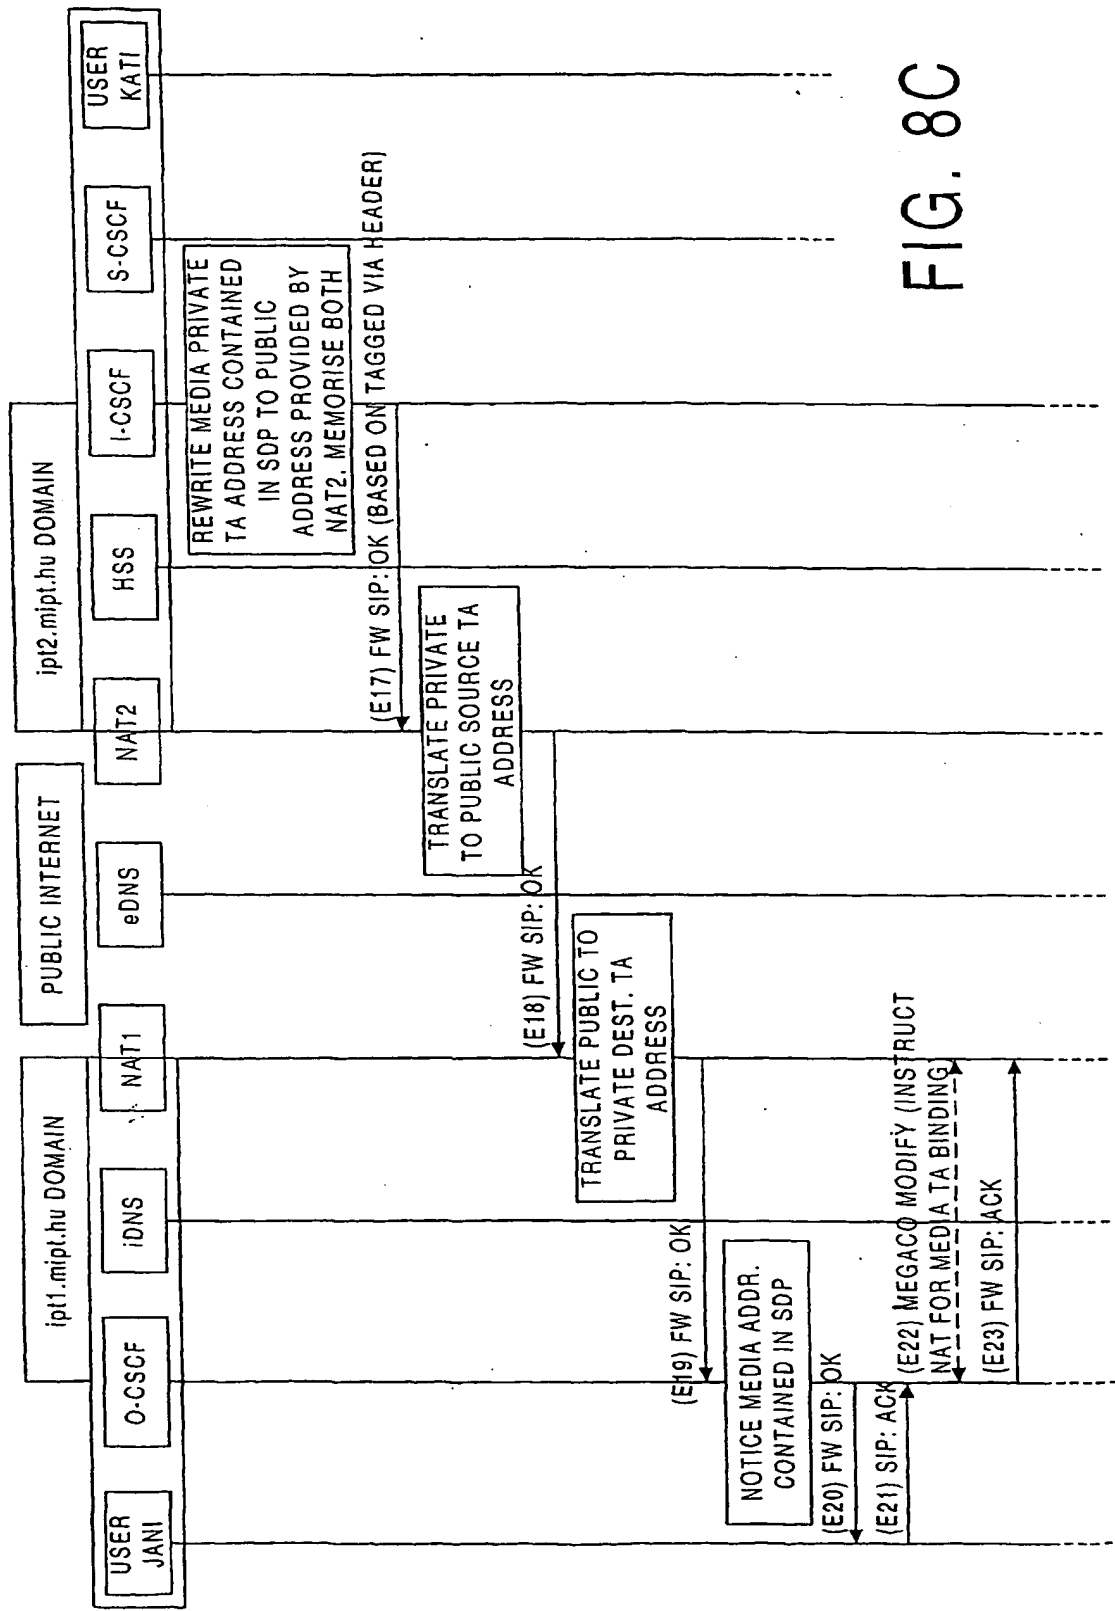 ipt1.mipt.hu DOMAIN
PUBLIC INTERNET
ipt2.mipt.hu DOMAIN
USER
JANI
O-CSCF
iDNS
NAT1
eDNS
NAT2
HSS
I-CSCF
S-CSCF
USER
KATI
REWRITE MEDIA PRIVATE
TA ADDRESS CONTAINED
IN SDP TO PUBLIC
ADDRESS PROVIDED BY
NAT2. MEMORISE BOTH
(E17) FW SIP: OK (BASED ON TAGGED VIA HEADER)
TRANSLATE PRIVATE
TO PUBLIC SOURCE TA
ADDRESS
(E18) FW SIP: OK
TRANSLATE PUBLIC TO
PRIVATE DEST. TA
ADDRESS
(E19) FW SIP: OK
NOTICE MEDIA ADDR.
CONTAINED IN SDP
(E20) FW SIP: OK
(E21) SIP: ACK
(E22) MEGACO MODIFY (INSTRUCT
NAT FOR MEDIA TA BINDING)
(E23) FW SIP: ACK
FIG. 8C